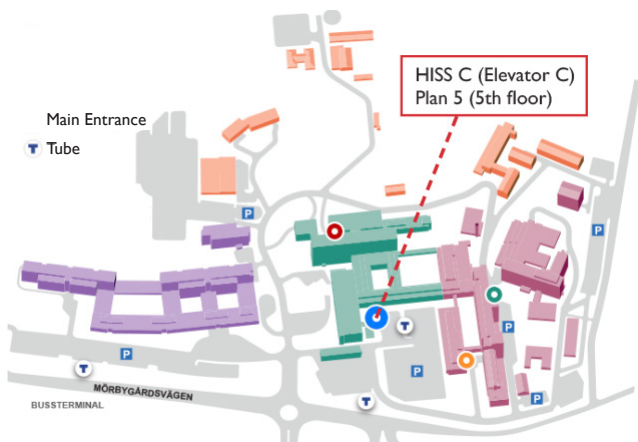 HISS C (Elevator C)
Plan 5 (5th floor)
Main Entrance
T Tube
P
P
P
T
P
P
T
P
T
MÖRBYGÅRDSVÄGEN
BUSSTERMINAL